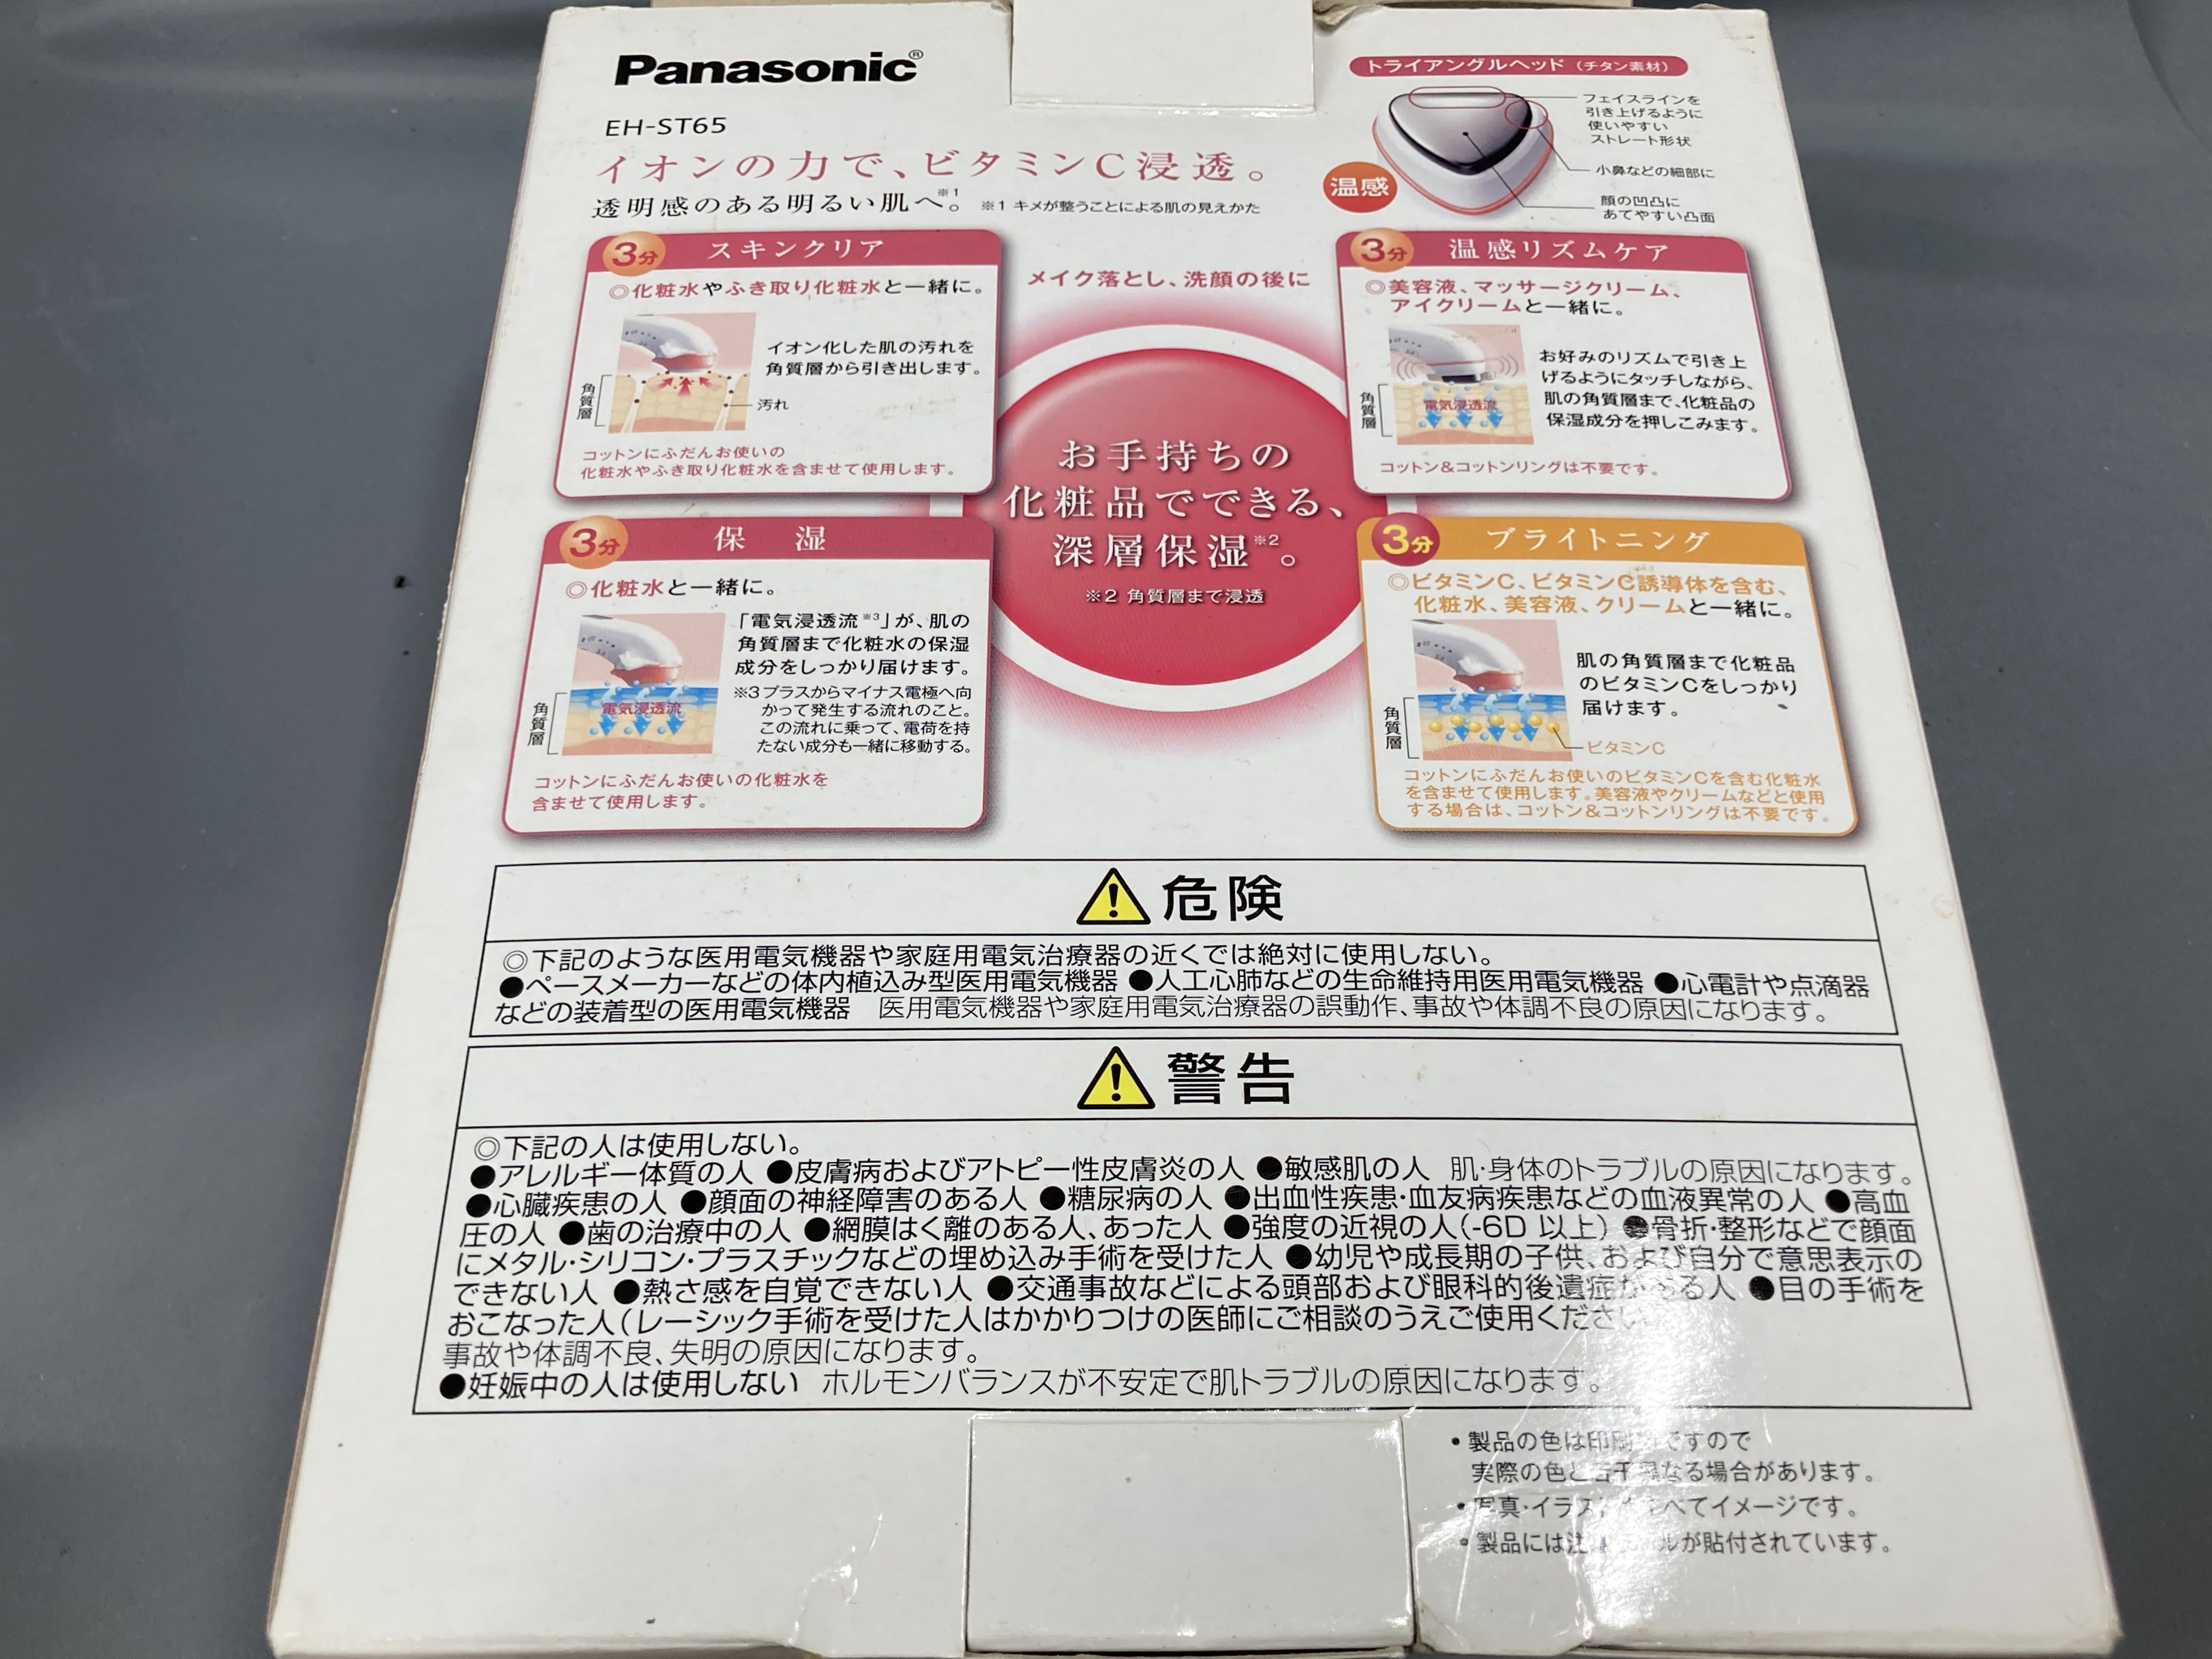 Panasonic®
EH-ST65
イオンの力で、ビタミンC浸透。
透明感のある明るい肌へ※1。 ※1 キメが整うことによる肌の見えかた
トライアングルヘッド（チタン素材）
フェイスラインを
引き上げるように
使いやすい
ストレート形状
小鼻などの細部に
顔の凹凸に
あてやすい凸面
温感
3分 スキンクリア
◎化粧水やふき取り化粧水と一緒に。
イオン化した肌の汚れを
角質層から引き出します。
角質層
汚れ
コットンにふだんお使いの
化粧水やふき取り化粧水を含ませて使用します。
メイク落とし、洗顔の後に
お手持ちの
化粧品でできる、
深層保湿※2。
※2 角質層まで浸透
3分 温感リズムケア
◎美容液、マッサージクリーム、
アイクリームと一緒に。
お好みのリズムで引き上
げるようにタッチしながら、
肌の角質層まで、化粧品の
保湿成分を押しこみます。
角質層
電気浸透流
コットン&コットンリングは不要です。
3分 保 湿
◎化粧水と一緒に。
「電気浸透流※3」が、肌の
角質層まで化粧水の保湿
成分をしっかり届けます。
※3 プラスからマイナス電極へ向
かって発生する流れのこと。
この流れに乗って、電荷を持
たない成分も一緒に移動する。
角質層
電気浸透流
コットンにふだんお使いの化粧水を
含ませて使用します。
3分 ブライトニング
◎ビタミンC、ビタミンC誘導体を含む、
化粧水、美容液、クリームと一緒に。
肌の角質層まで化粧品
のビタミンCをしっかり
届けます。
角質層
ビタミンC
コットンにふだんお使いのビタミンCを含む化粧水
を含ませて使用します。美容液やクリームなどと使用
する場合は、コットン&コットンリングは不要です。
危険
◎下記のような医用電気機器や家庭用電気治療器の近くでは絶対に使用しない。
●ペースメーカーなどの体内植込み型医用電気機器 ●人工心肺などの生命維持用医用電気機器 ●心電計や点滴器
などの装着型の医用電気機器 医用電気機器や家庭用電気治療器の誤動作、事故や体調不良の原因になります。
警告
◎下記の人は使用しない。
●アレルギー体質の人 ●皮膚病およびアトピー性皮膚炎の人 ●敏感肌の人 肌・身体のトラブルの原因になります。
●心臓疾患の人 ●顔面の神経障害のある人 ●糖尿病の人 ●出血性疾患・血友病疾患などの血液異常の人 ●高血
圧の人 ●歯の治療中の人 ●網膜はく離のある人、あった人 ●強度の近視の人（-6D 以上） ●骨折・整形などで顔面
にメタル・シリコン・プラスチックなどの埋め込み手術を受けた人 ●幼児や成長期の子供、および自分で意思表示の
できない人 ●熱さ感を自覚できない人 ●交通事故などによる頭部および眼科的後遺症がある人 ●目の手術を
おこなった人（レーシック手術を受けた人はかかりつけの医師にご相談のうえご使用ください
事故や体調不良、失明の原因になります。
●妊娠中の人は使用しない ホルモンバランスが不安定で肌トラブルの原因になります。
・製品の色は印刷物ですので
実際の色と若干異なる場合があります。
・写真・イラストはすべてイメージです。
・製品には注 ルが貼付されています。